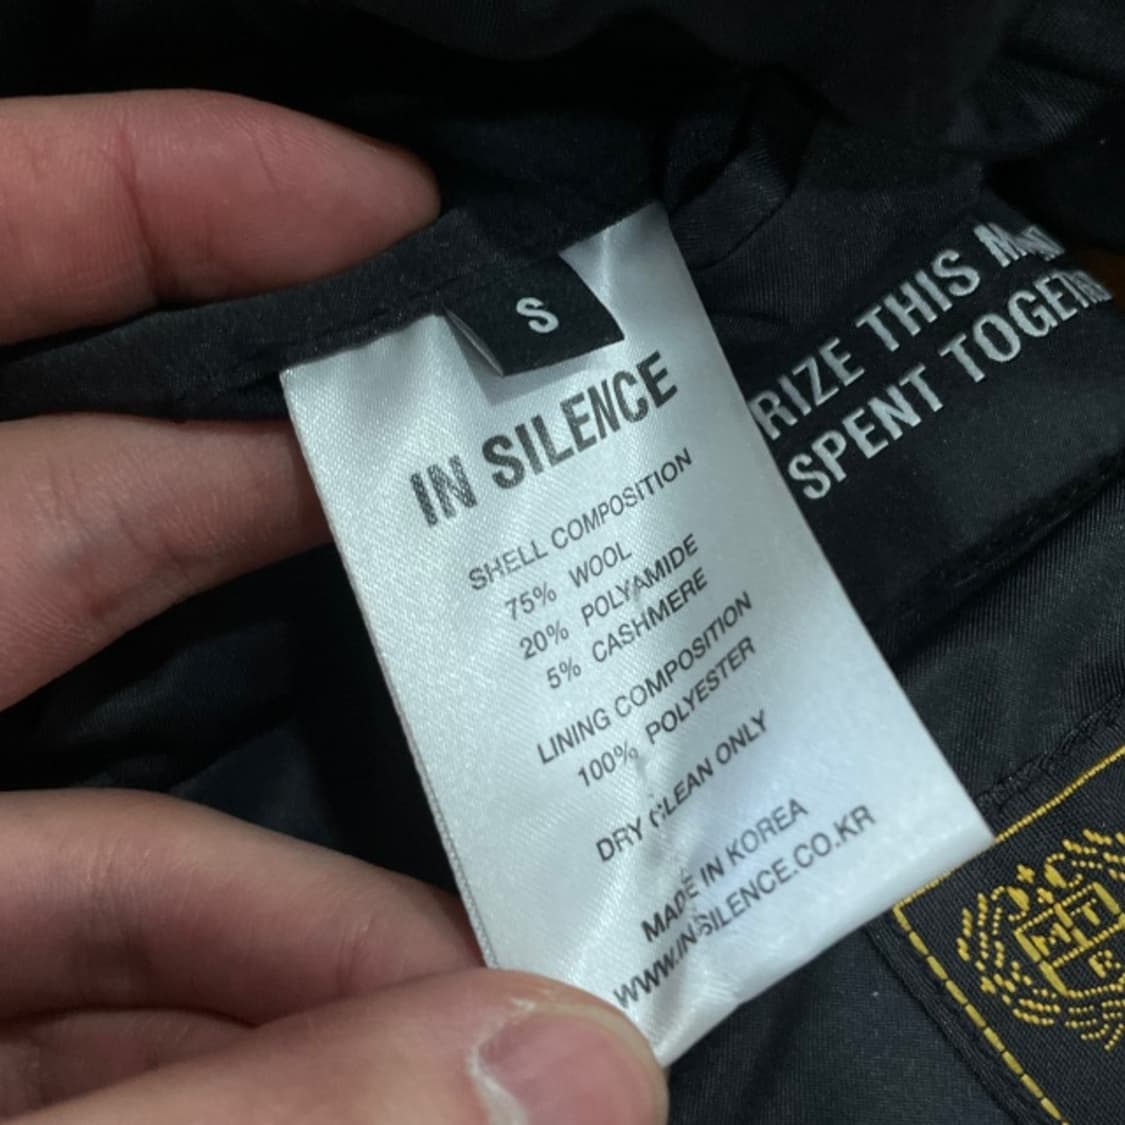 S
IN SILENCE
SHELL COMPOSITION
75% WOOL
20% POLYAMIDE
5% CASHMERE
LINING COMPOSITION
100% POLYESTER
DRY CLEAN ONLY
MADE IN KOREA
WWW.INSILENCE.CO.KR
RIZE THIS
SPENT